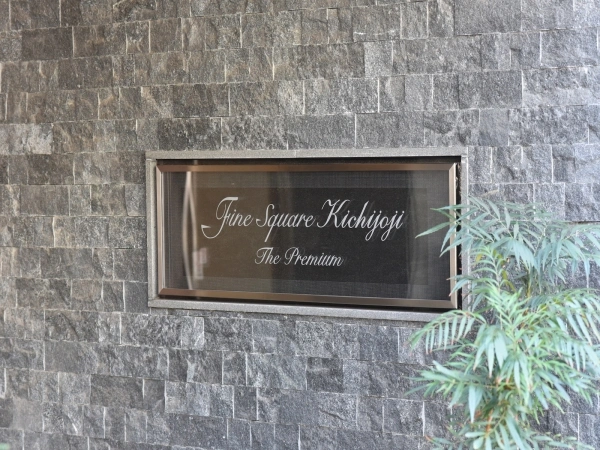 Fine Square Kichijoji
The Premium